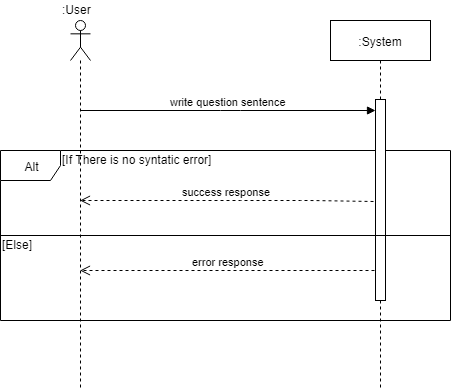 :User
:System
write question sentence
Alt
[If There is no syntatic error]
success response
[Else]
error response